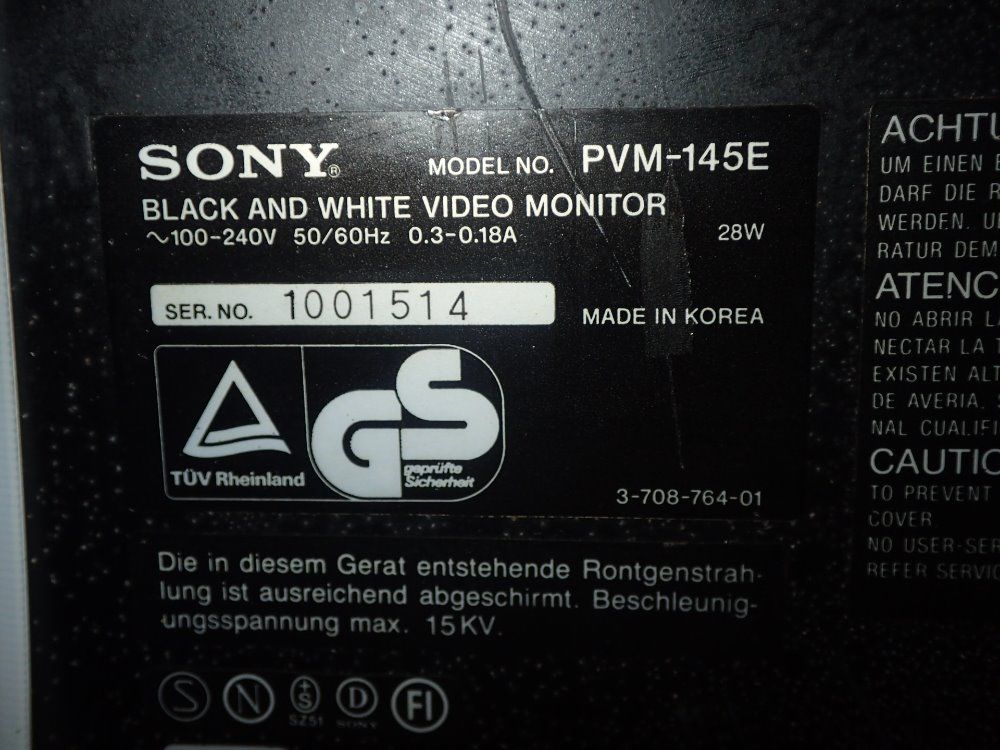 SONY®
MODEL NO. PVM-145E
BLACK AND WHITE VIDEO MONITOR
~100-240V 50/60Hz 0.3-0.18A 28W
SER. NO. 1001514
MADE IN KOREA
TÜV Rheinland
GS
geprüfte
Sicherheit
3-708-764-01
Die in diesem Gerat entstehende Rontgenstrah-
lung ist ausreichend abgeschirmt. Beschleunig-
ungsspannung max. 15KV.
S N +S D FI
SZ51 SONY
ACHTU
UM EINEN E
DARF DIE R
WERDEN. U
RATUR DEM
ATENC
NO ABRIR L
NECTAR LA T
EXISTEN ALT
DE AVERIA. S
NAL CUALIFI
CAUTIO
TO PREVENT
COVER
NO USER-SER
REFER SERVIC